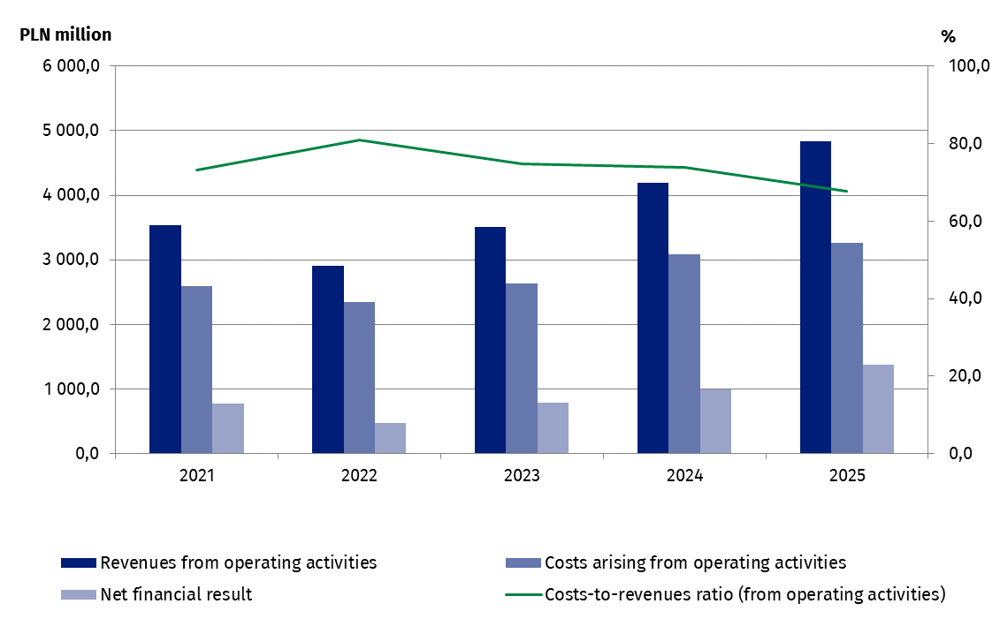 PLN million
%
6 000,0
100,0
5 000,0
80,0
4 000,0
60,0
3 000,0
40,0
2 000,0
20,0
1 000,0
0,0
0,0
2021 2022 2023 2024 2025
Revenues from operating activities
Costs arising from operating activities
Net financial result
Costs-to-revenues ratio (from operating activities)